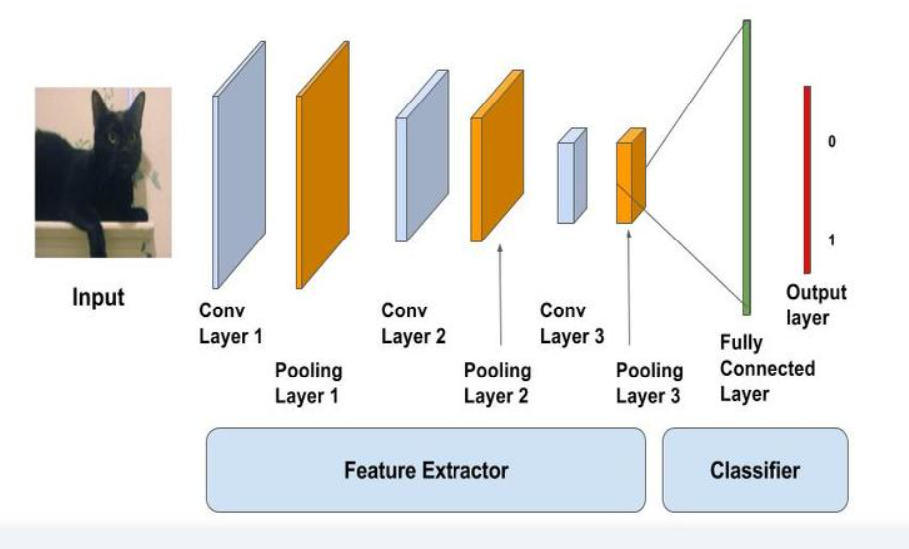 0
1
Input
Conv
Layer 1
Pooling
Layer 1
Conv
Layer 2
Pooling
Layer 2
Conv
Layer 3
Pooling
Layer 3
Fully
Connected
Layer
Output
layer
Feature Extractor
Classifier